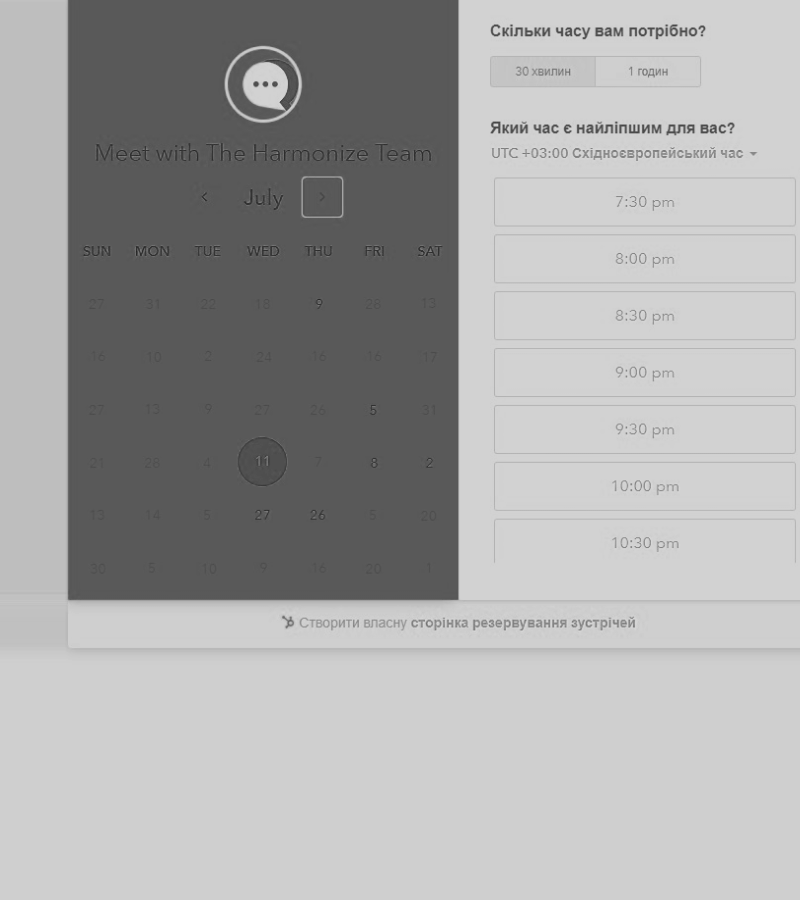 Meet with The Harmonize Team
July
SUN MON TUE WED THU FRI SAT
27 31 22 18 9 28 13
16 10 2 24 16 16 17
27 13 9 27 26 5 31
21 28 4 11 7 8 2
13 14 5 27 26 5 20
30 5 10 9 16 20 1
Скільки часу вам потрібно?
30 хвилин 1 годин
Який час є найліпшим для вас?
UTC +03:00 Східноєвропейський час
7:30 pm
8:00 pm
8:30 pm
9:00 pm
9:30 pm
10:00 pm
10:30 pm
Створити власну сторінка резервування зустрічей